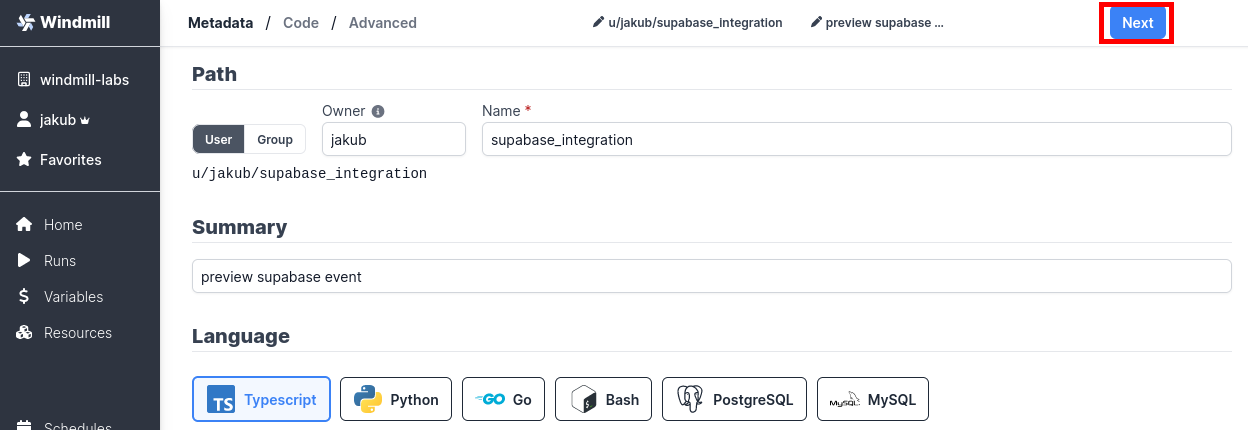 Windmill
Metadata / Code / Advanced
u/jakub/supabase_integration
preview supabase ...
Next
windmill-labs
jakub
Favorites
Home
Runs
Variables
Resources
Schedules
Path
Owner
Name *
User
Group
jakub
supabase_integration
u/jakub/supabase_integration
Summary
preview supabase event
Language
TS Typescript
Python
GO Go
Bash
PostgreSQL
MySQL MySQL